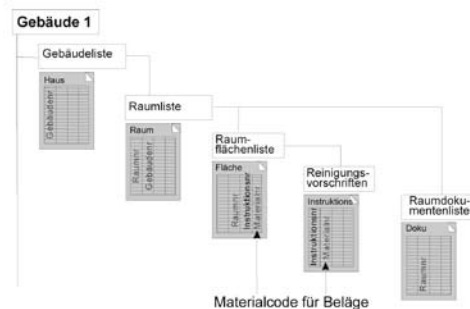 Gebäude 1
Gebäudeliste
Haus
Gebäudenr.
Raumliste
Raum
Raumnr
Gebäudenr.
Raum-
flächenliste
Fläche
Raumnr
Instruktionsnr
Materialnr
Reinigungs-
vorschriften
Instruktions
Instruktionsnr
Materialnr
Raumdoku-
mentenliste
Doku
Raumnr
Materialcode für Beläge